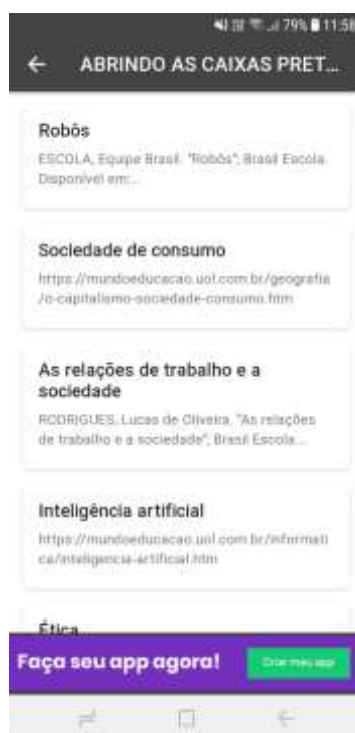 79% 11:58
ABRINDO AS CAIXAS PRET...
Robôs
ESCOLA, Equipe Brasil. "Robôs"; Brasil Escola.
Disponível em:...
Sociedade de consumo
https://mundoeducacao.uol.com.br/geografia
/o-capitalismo-sociedade-consumo.htm
As relações de trabalho e a
sociedade
RODRIGUES, Lucas de Oliveira. "As relações
de trabalho e a sociedade"; Brasil Escola...
Inteligência artificial
https://mundoeducacao.uol.com.br/informati
ca/inteligencia-artificial.htm
Ética
Faça seu app agora!
Criar meu app